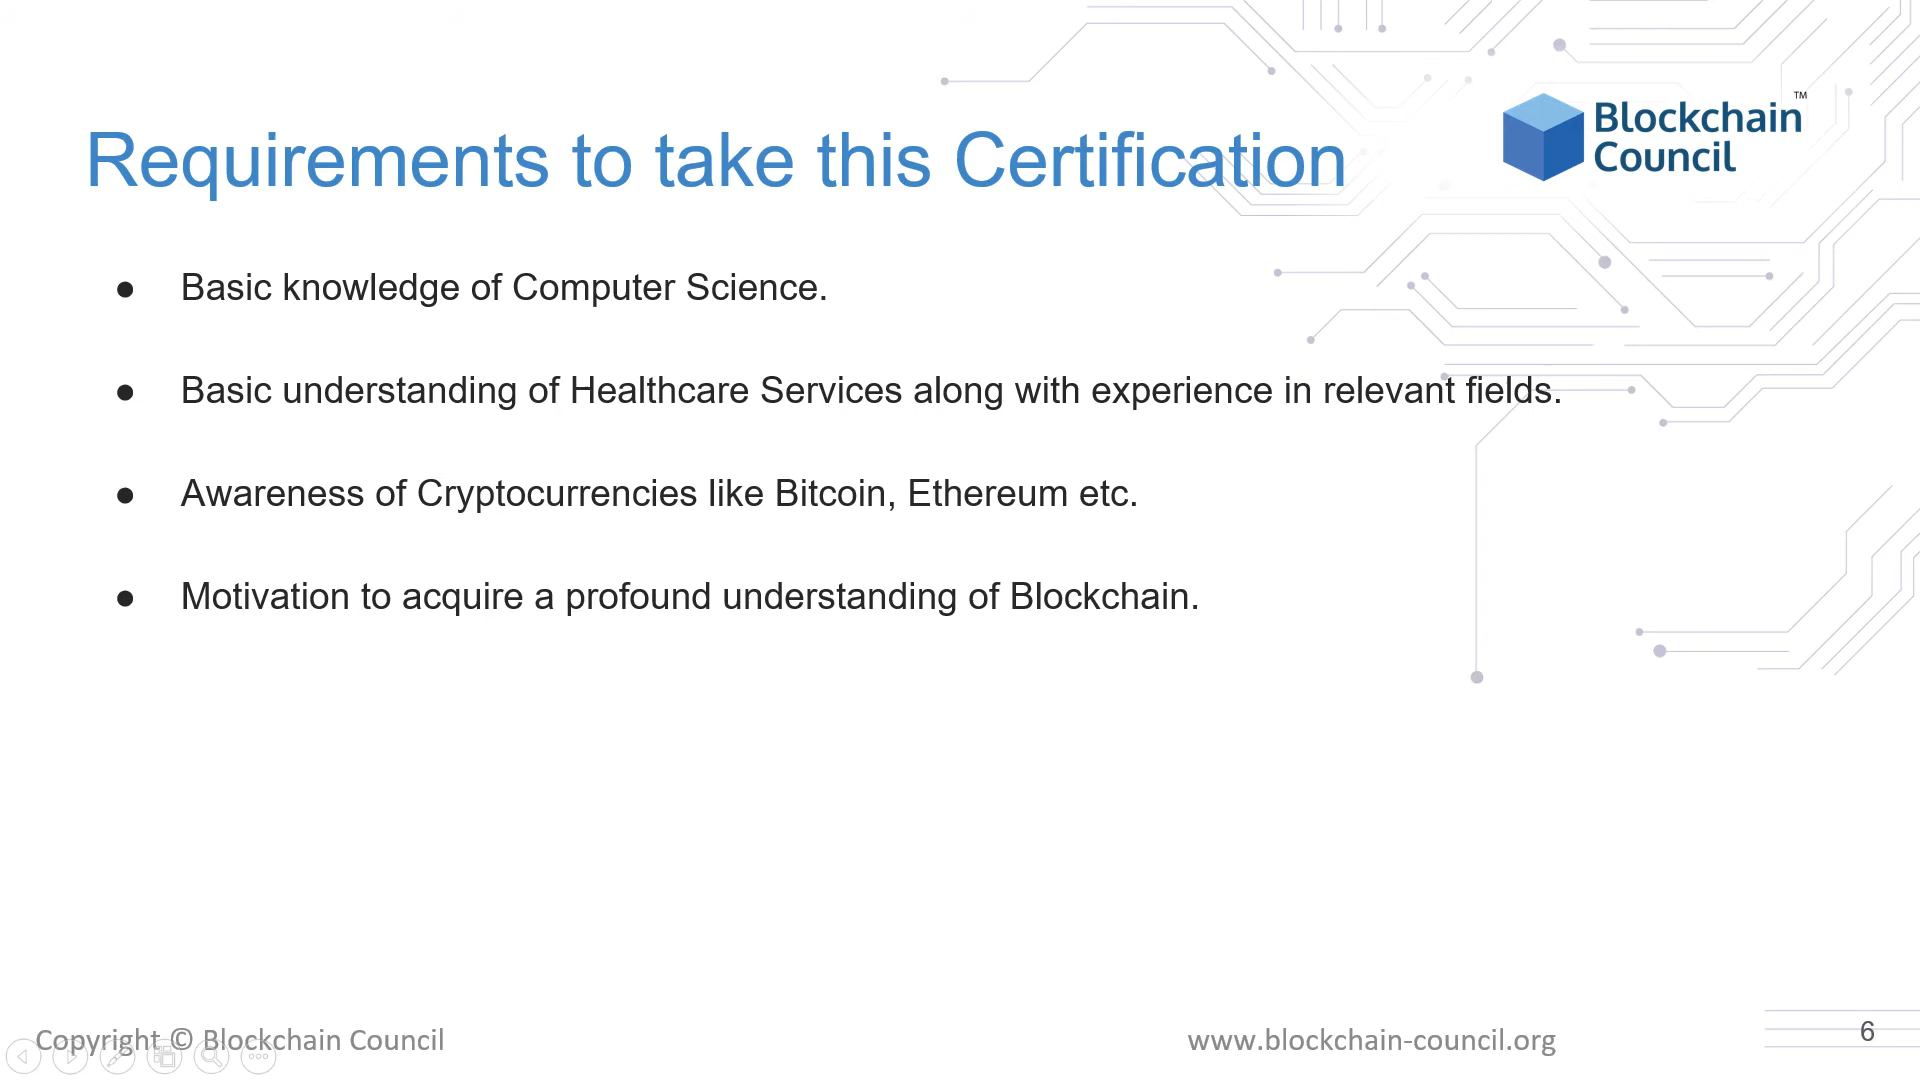 Blockchain™
Council
Requirements to take this Certification
● Basic knowledge of Computer Science.
● Basic understanding of Healthcare Services along with experience in relevant fields.
● Awareness of Cryptocurrencies like Bitcoin, Ethereum etc.
● Motivation to acquire a profound understanding of Blockchain.
Copyright © Blockchain Council
www.blockchain-council.org
6